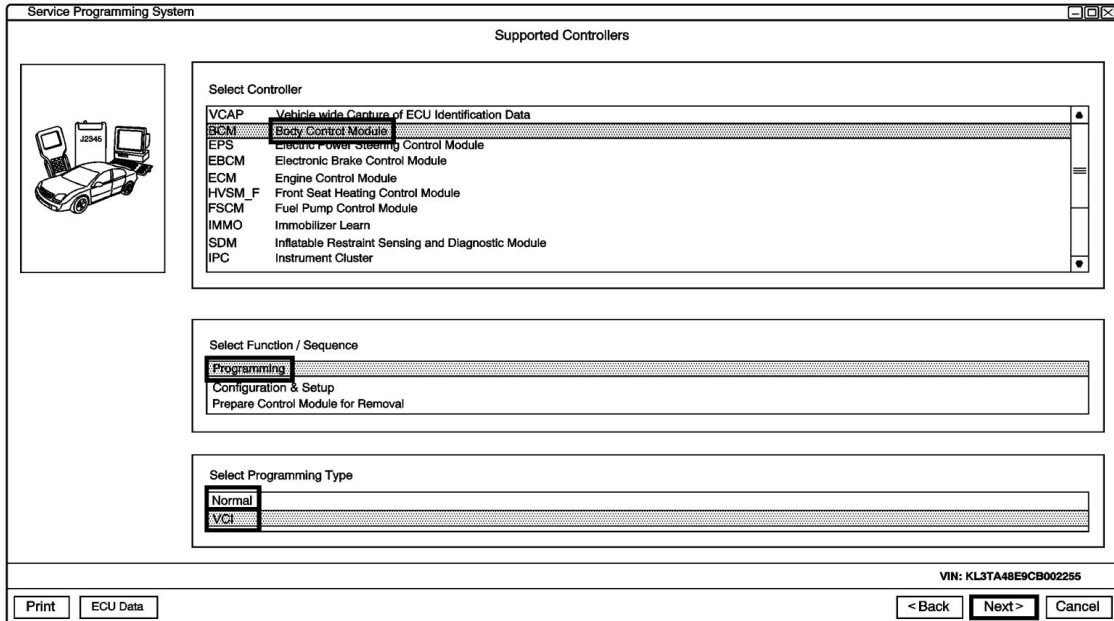 Service Programming System
Supported Controllers
J2345
Select Controller
VCAP Vehicle wide Capture of ECU Identification Data
BCM Body Control Module
EPS Electric Power Steering Control Module
EBCM Electronic Brake Control Module
ECM Engine Control Module
HVSM_F Front Seat Heating Control Module
FSCM Fuel Pump Control Module
IMMO Immobilizer Learn
SDM Inflatable Restraint Sensing and Diagnostic Module
IPC Instrument Cluster
Select Function / Sequence
Programming
Configuration & Setup
Prepare Control Module for Removal
Select Programming Type
Normal
VCI
VIN: KL3TA48E9CB002255
Print ECU Data <Back Next> Cancel